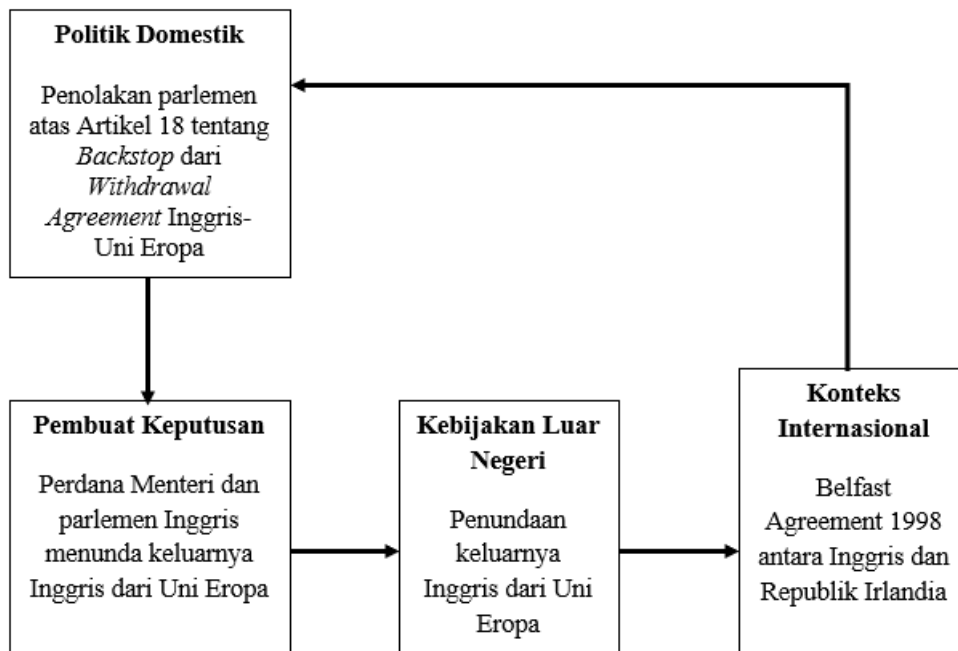 Politik Domestik
Penolakan parlemen
atas Artikel 18 tentang
Backstop dari
Withdrawal
Agreement Inggris-
Uni Eropa
Pembuat Keputusan
Perdana Menteri dan
parlemen Inggris
menunda keluarnya
Inggris dari Uni Eropa
Kebijakan Luar
Negeri
Penundaan
keluarnya
Inggris dari Uni
Eropa
Konteks
Internasional
Belfast
Agreement 1998
antara Inggris dan
Republik Irlandia